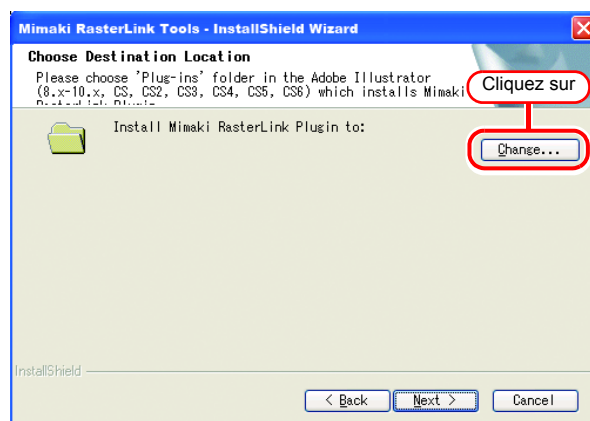 Mimaki RasterLink Tools - InstallShield Wizard
Choose Destination Location
Please choose 'Plug-ins' folder in the Adobe Illustrator
(8.x-10.x, CS, CS2, CS3, CS4, CS5, CS6) which installs Mimaki
Cliquez sur
Install Mimaki RasterLink Plugin to:
Change...
InstallShield
< Back
Next >
Cancel